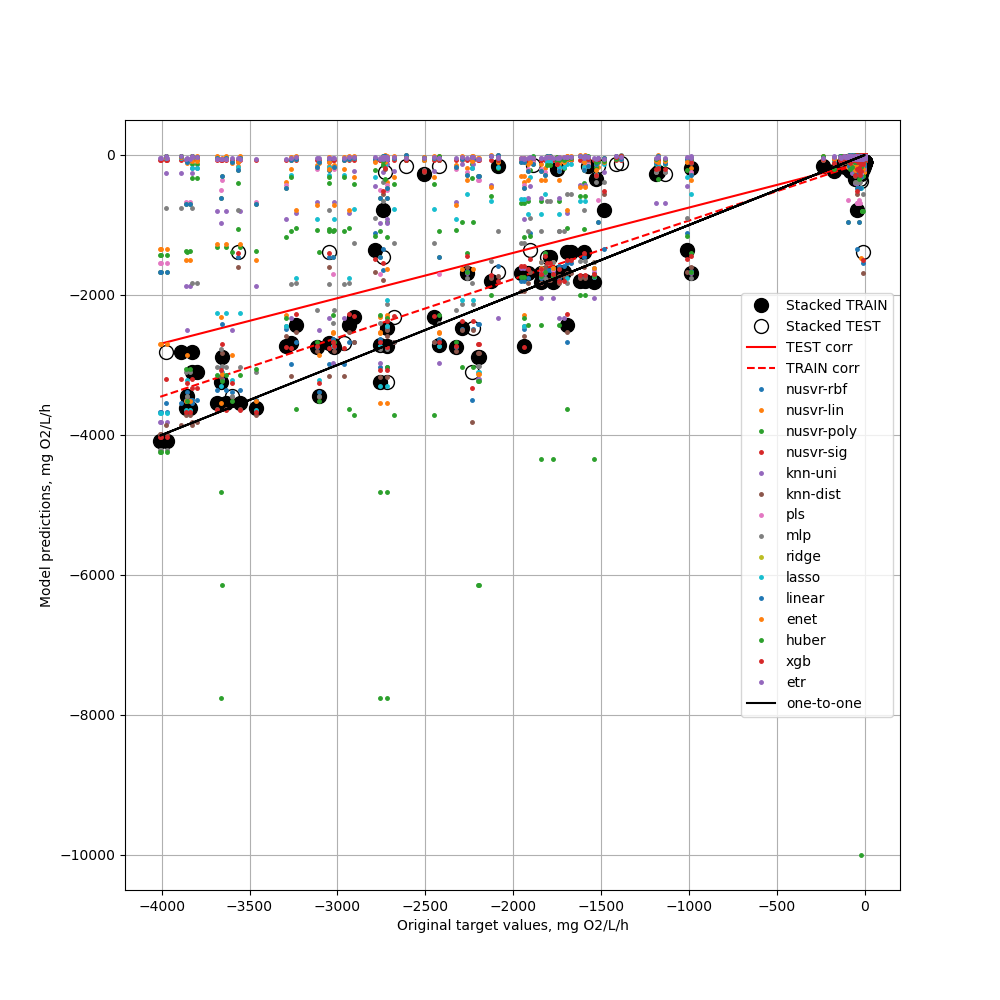 0
−2000
−4000
−6000
−8000
−10000
Model predictions, mg O2/L/h
−4000
−3500
−3000
−2500
−2000
−1500
−1000
−500
0
Original target values, mg O2/L/h
Stacked TRAIN
Stacked TEST
TEST corr
TRAIN corr
nusvr-rbf
nusvr-lin
nusvr-poly
nusvr-sig
knn-uni
knn-dist
pls
mlp
ridge
lasso
linear
enet
huber
xgb
etr
one-to-one